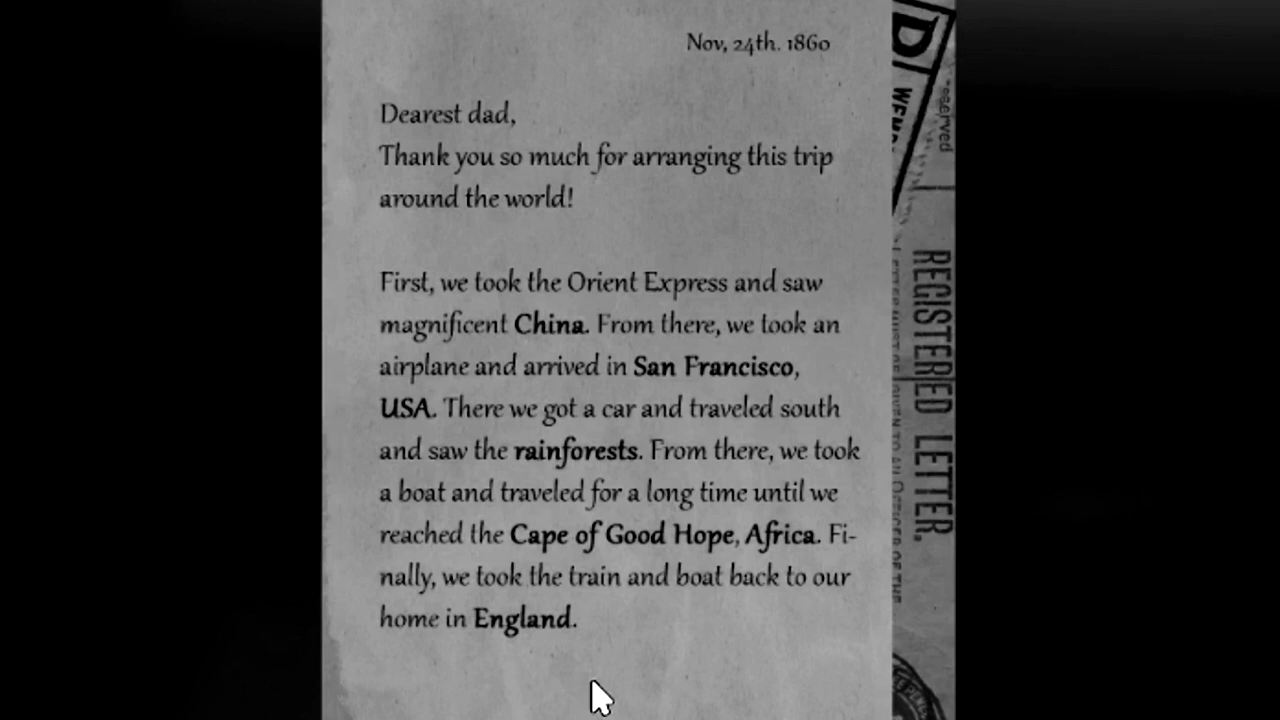 Nov, 24th. 1860
Dearest dad,
Thank you so much for arranging this trip
around the world!
First, we took the Orient Express and saw
magnificent China. From there, we took an
airplane and arrived in San Francisco,
USA. There we got a car and traveled south
and saw the rainforests. From there, we took
a boat and traveled for a long time until we
reached the Cape of Good Hope, Africa. Fi-
nally, we took the train and boat back to our
home in England.
D
REGISTERED LETTER.